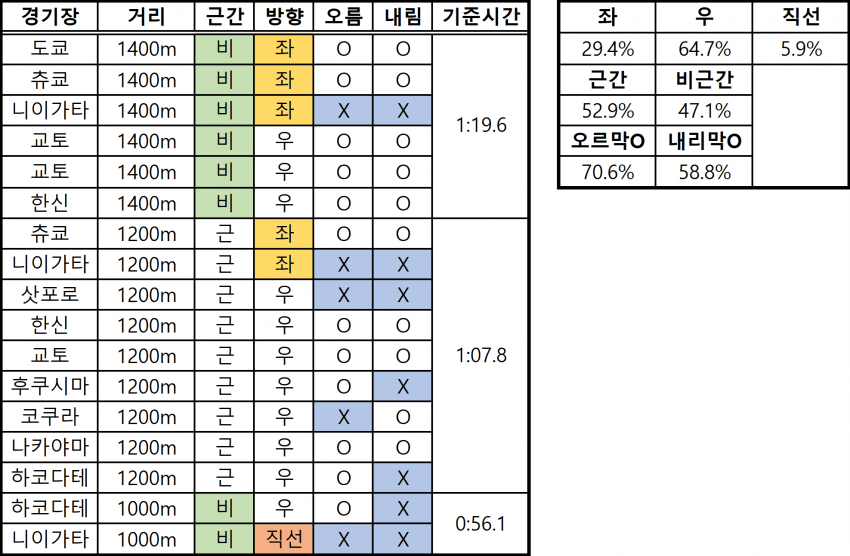 경기장 거리 근간 방향 오름 내림 기준시간
도쿄 1400m 비 좌 O O
츄쿄 1400m 비 좌 O O
니이가타 1400m 비 좌 X X
1:19.6
교토 1400m 비 우 O O
교토 1400m 비 우 O O
한신 1400m 비 우 O O
츄쿄 1200m 근 좌 O O
니이가타 1200m 근 좌 X X
삿포로 1200m 근 우 X X
한신 1200m 근 우 O O
교토 1200m 근 우 O O
1:07.8
후쿠시마 1200m 근 우 O X
코쿠라 1200m 근 우 X O
나카야마 1200m 근 우 O O
하코다테 1200m 근 우 O X
하코다테 1000m 비 우 O X
0:56.1
니이가타 1000m 비 직선 X X
좌 우 직선
29.4% 64.7% 5.9%
근간 비근간
52.9% 47.1%
오르막O 내리막O
70.6% 58.8%